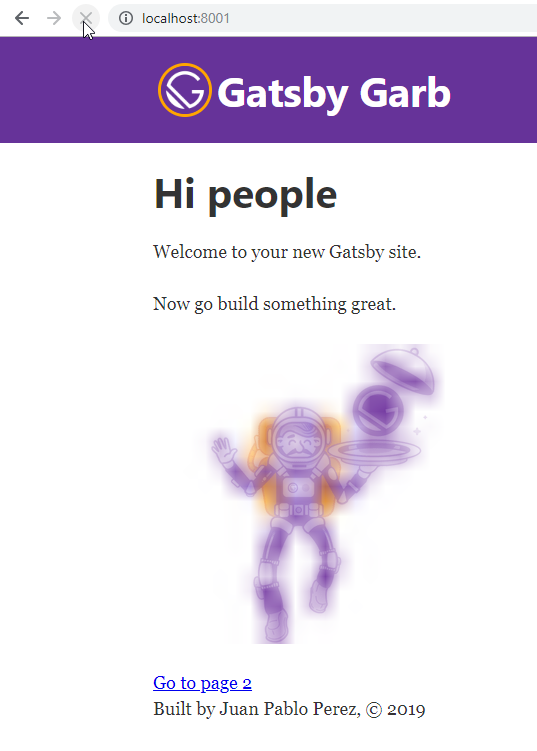 localhost:8001
Gatsby Garb
Hi people
Welcome to your new Gatsby site.
Now go build something great.
Go to page 2
Built by Juan Pablo Perez, © 2019